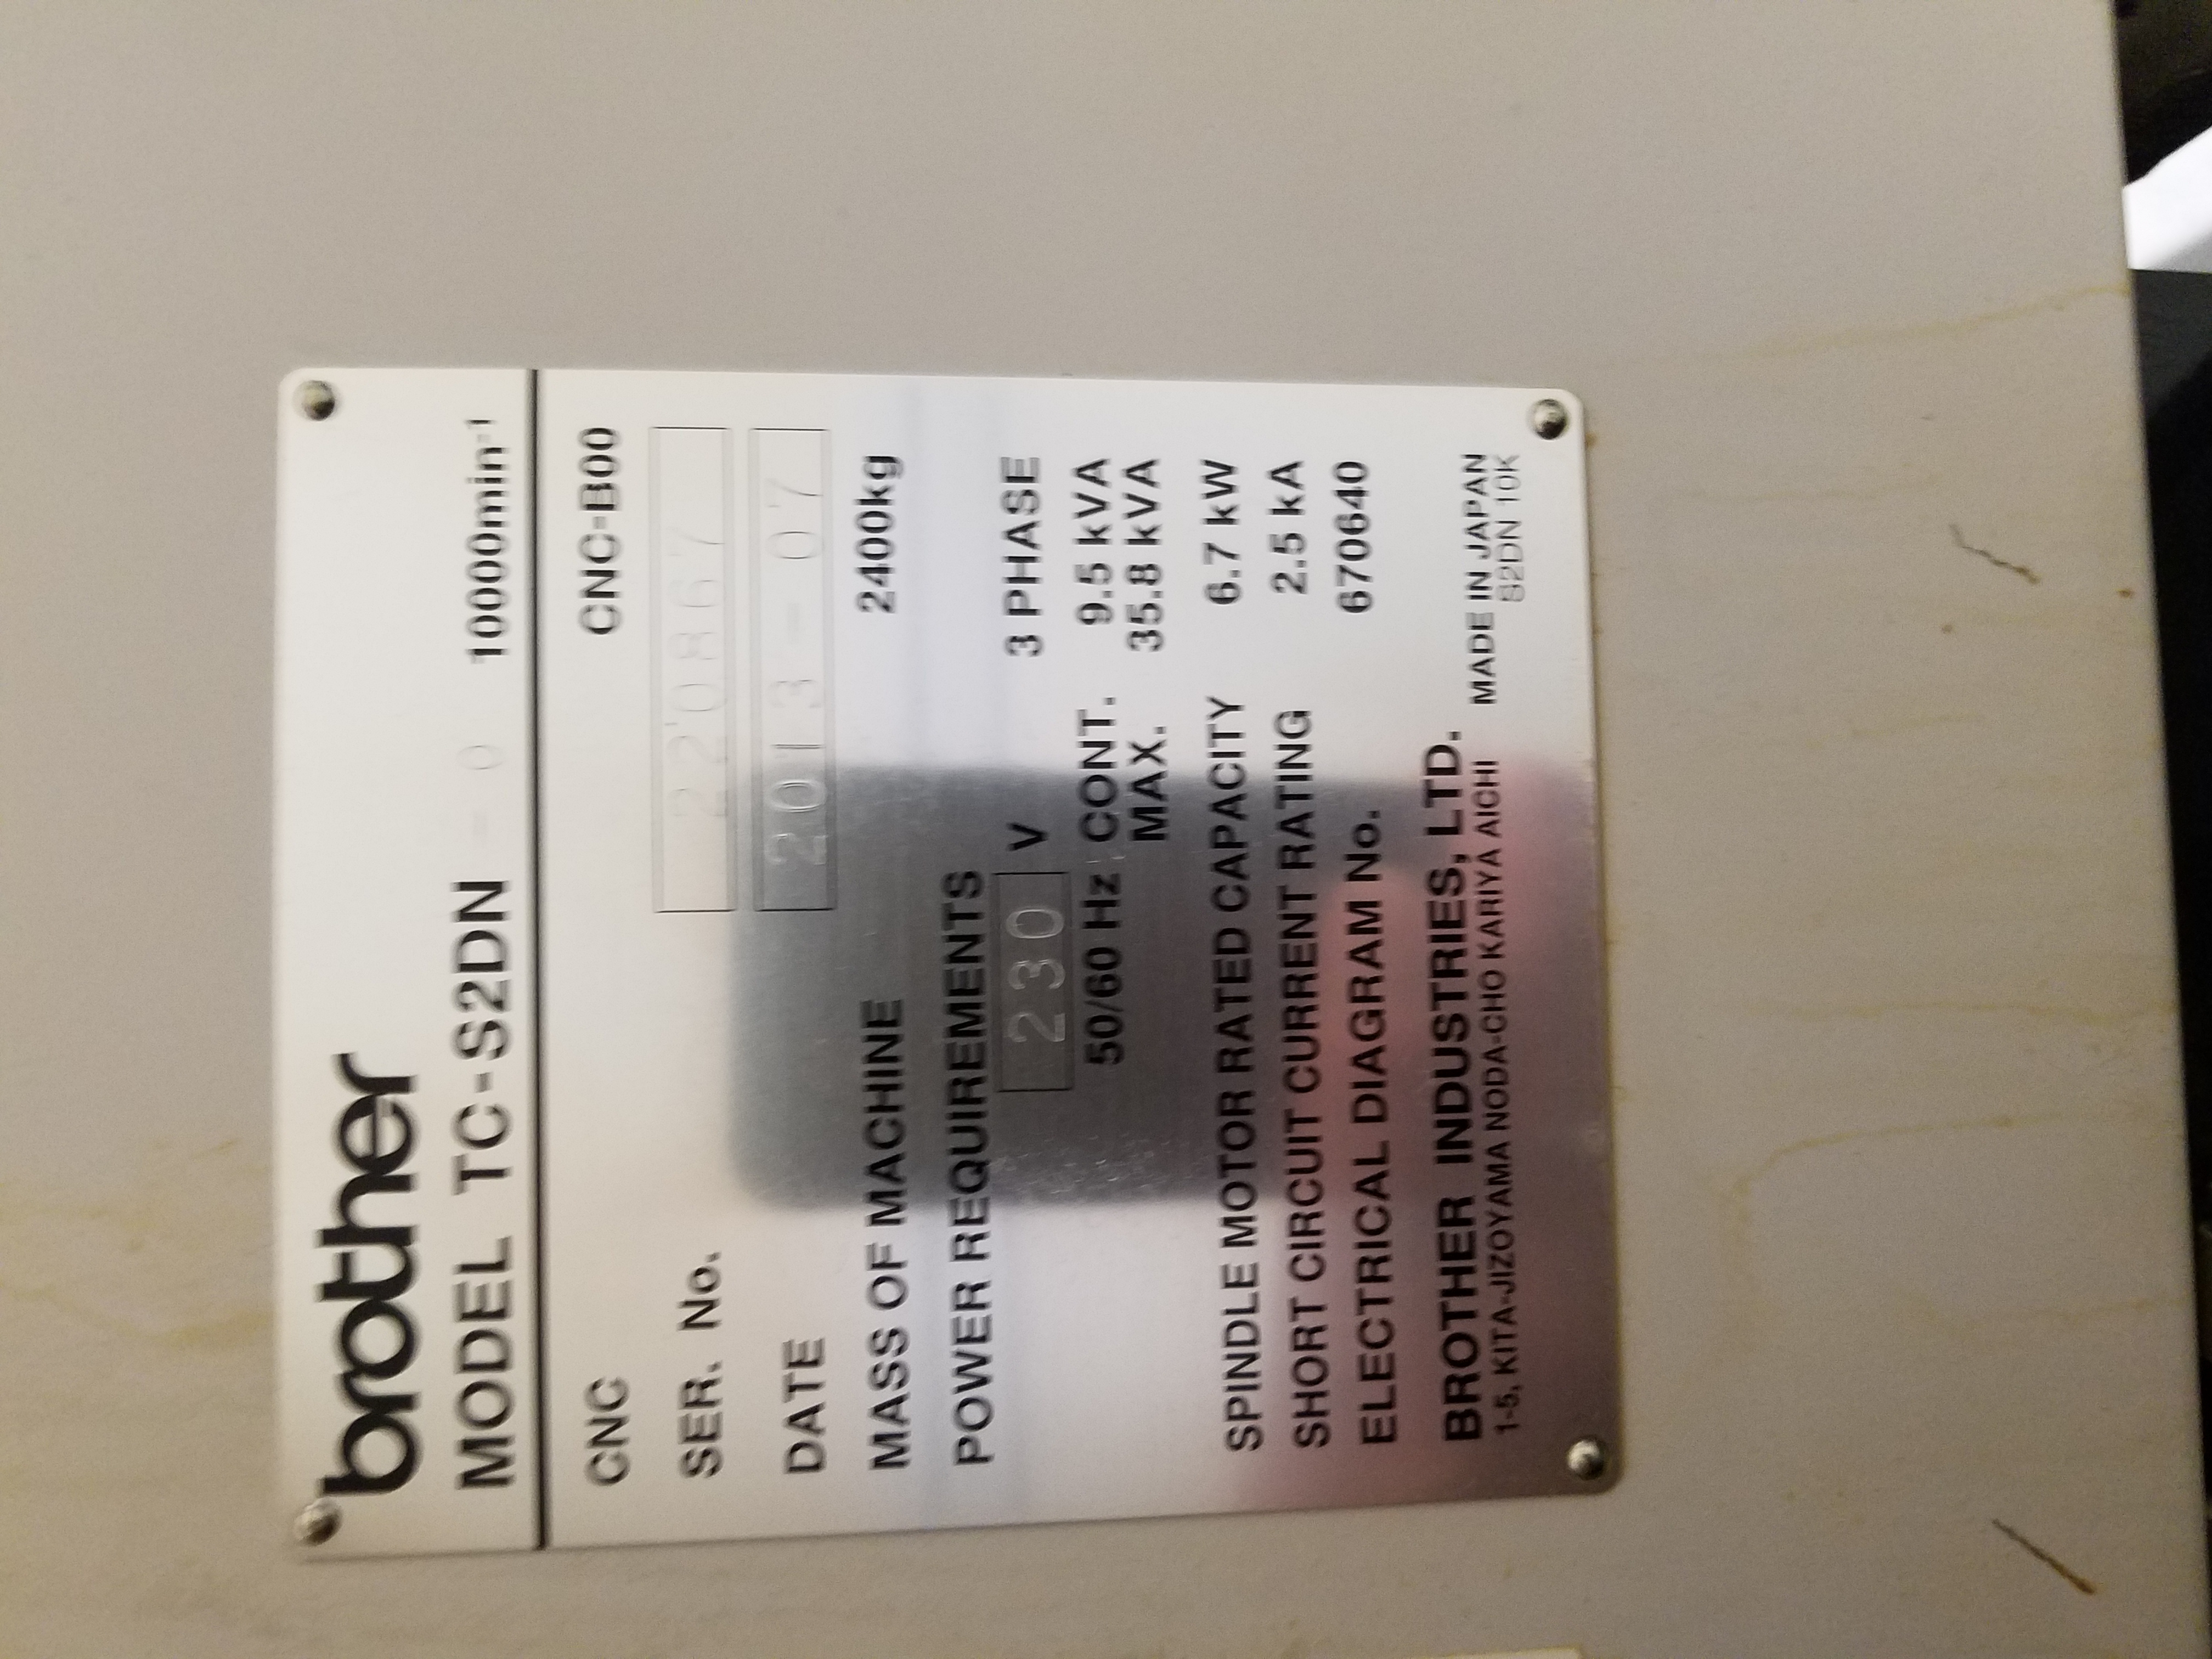 brother
MODEL TC-S2DN - 0 10000min-1
CNC CNC-B00
SER. No. 220867
DATE 2013 - 07
MASS OF MACHINE 2400kg
POWER REQUIREMENTS
230 V 3 PHASE
50/60 Hz CONT. 9.5 kVA
MAX. 35.8 kVA
SPINDLE MOTOR RATED CAPACITY 6.7 kW
SHORT CIRCUIT CURRENT RATING 2.5 kA
ELECTRICAL DIAGRAM No. 670640
BROTHER INDUSTRIES, LTD.
1-5, KITA-JIZOYAMA NODA-CHO KARIYA AICHI MADE IN JAPAN
S2DN 10K